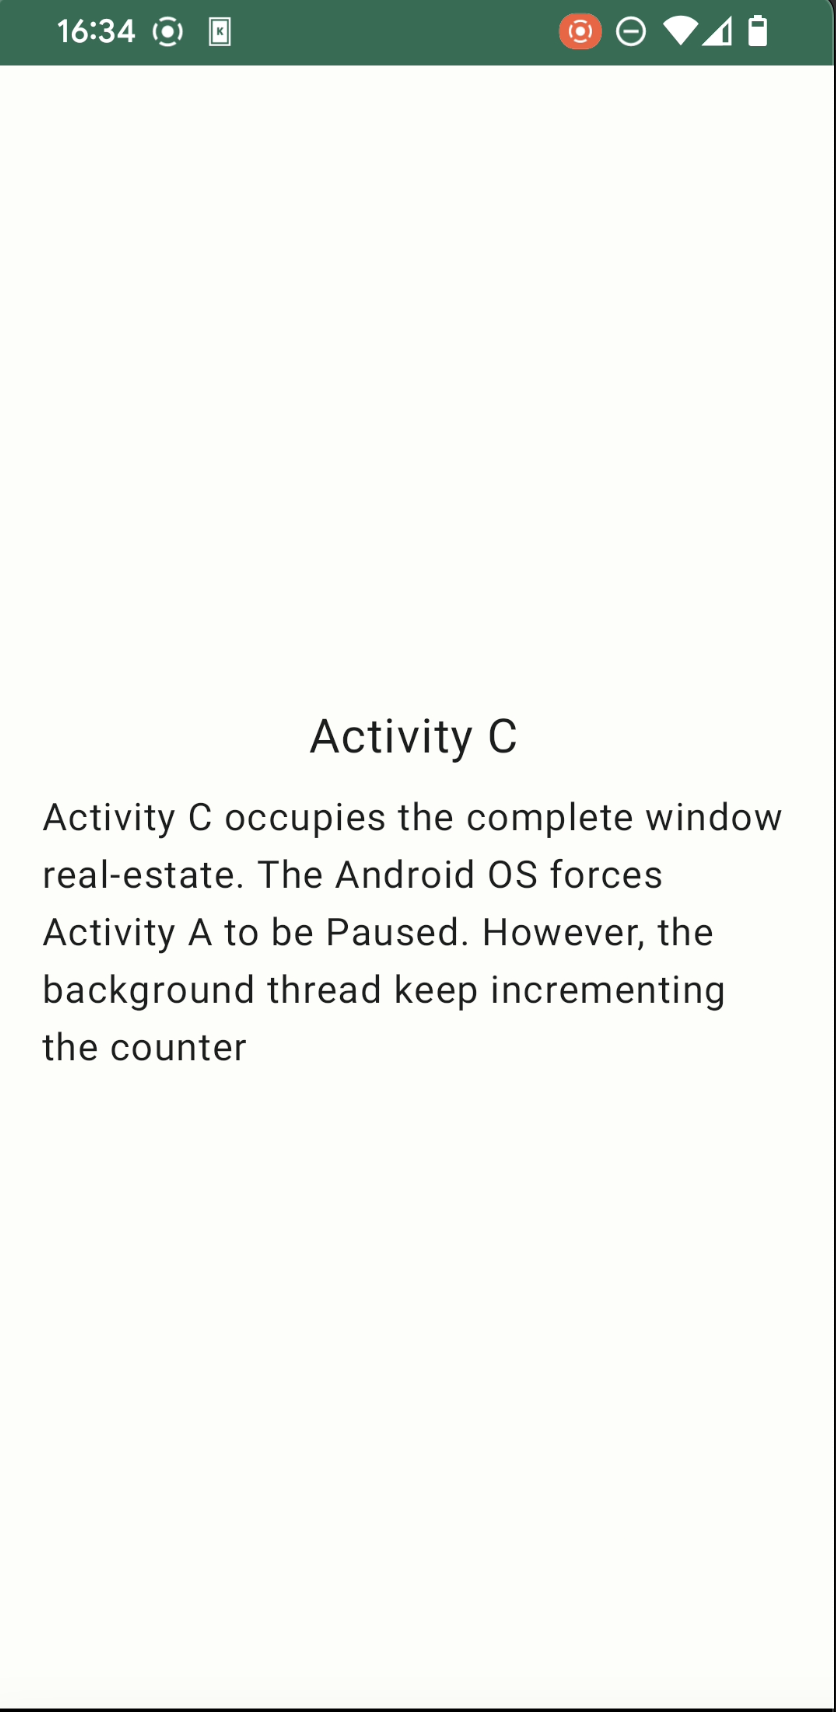 16:34
K
Activity C
Activity C occupies the complete window
real-estate. The Android OS forces
Activity A to be Paused. However, the
background thread keep incrementing
the counter